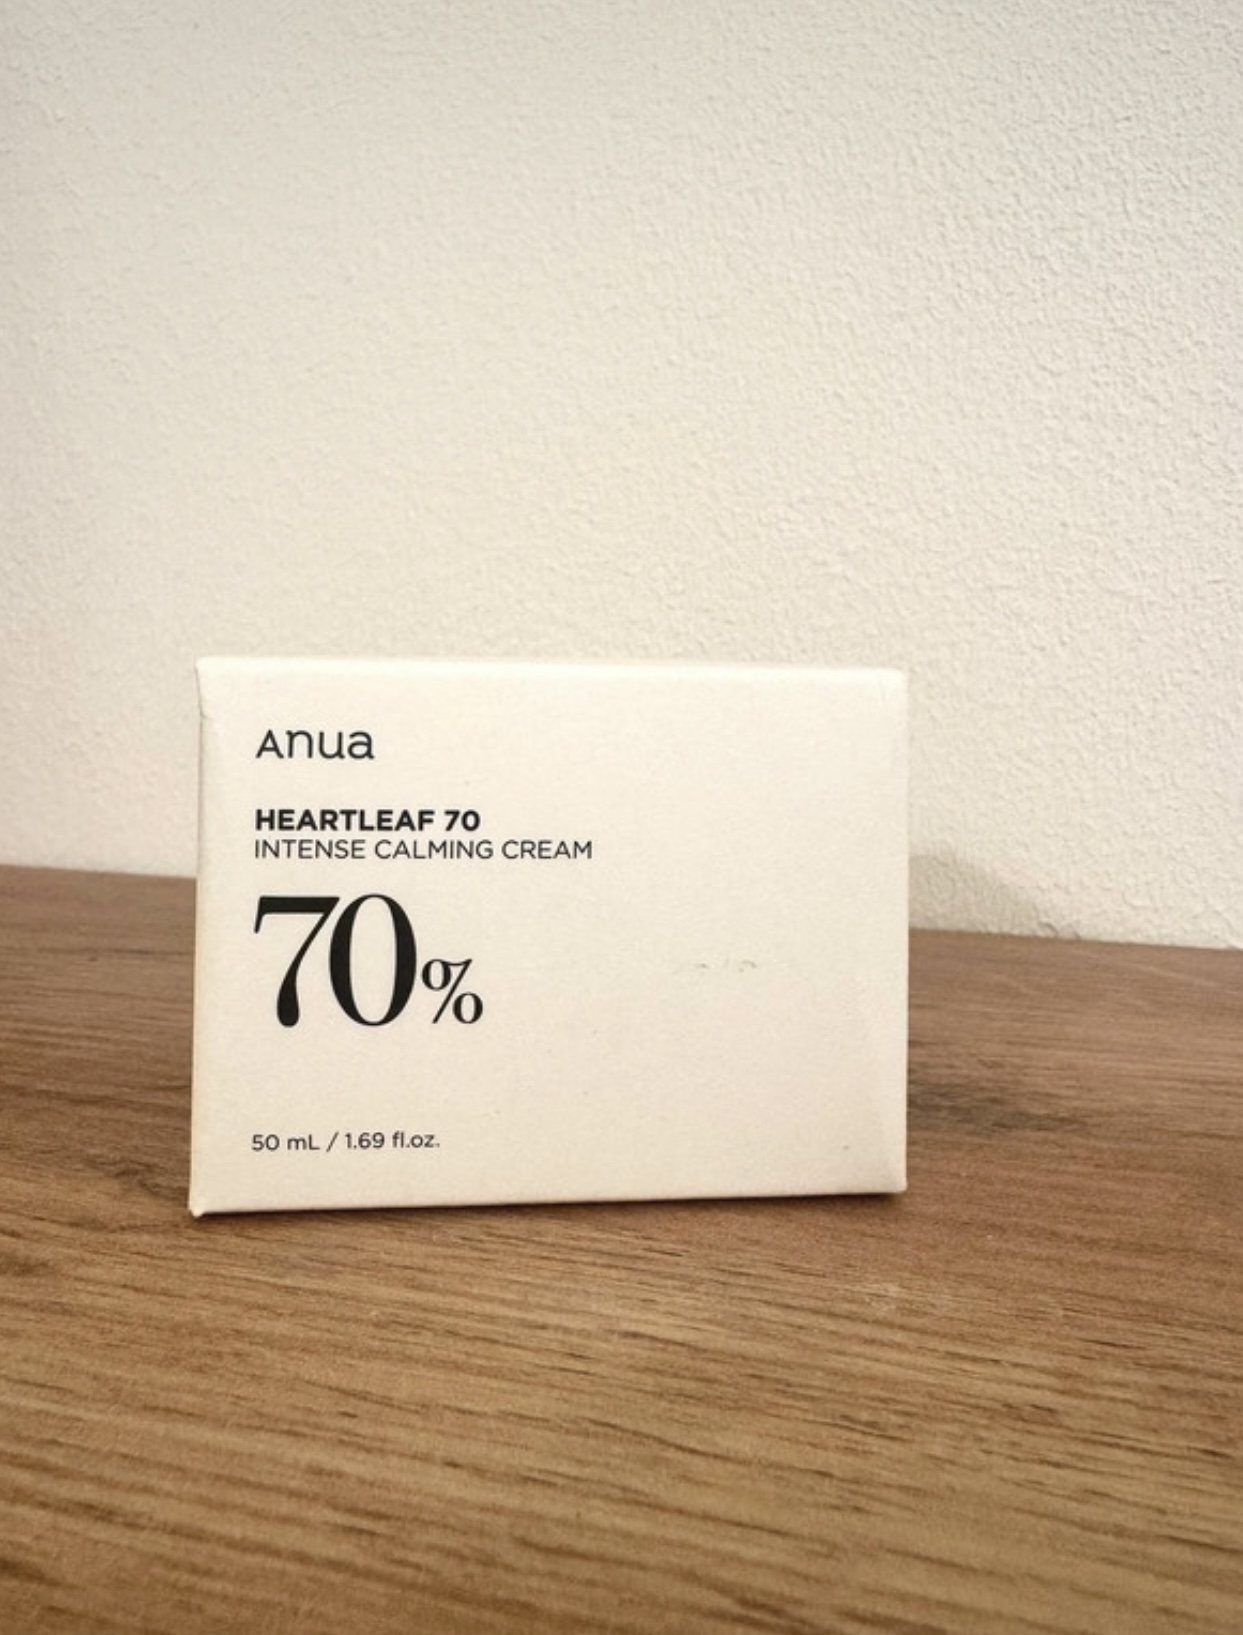 Anua
HEARTLEAF 70
INTENSE CALMING CREAM
70%
50 mL / 1.69 fl.oz.